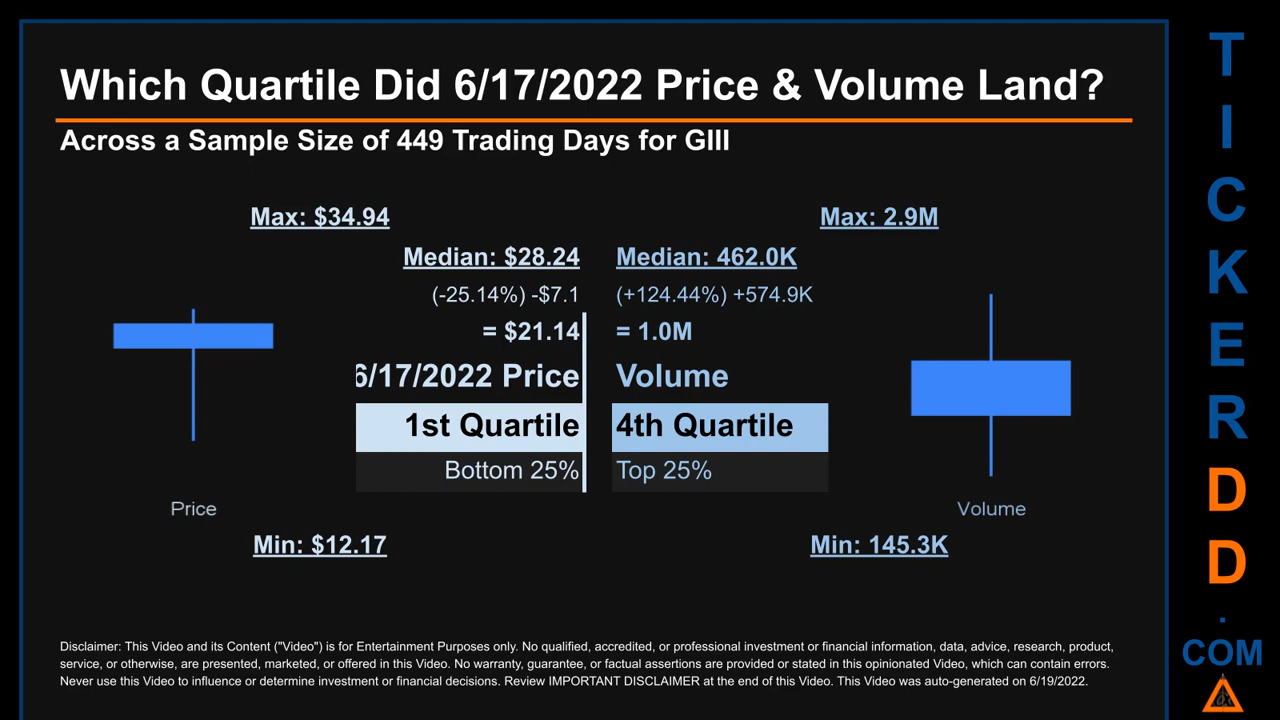 Which Quartile Did 6/17/2022 Price & Volume Land?
Across a Sample Size of 449 Trading Days for GIII
Max: $34.94
Max: 2.9M
Median: $28.24
Median: 462.0K
(-25.14%) -$7.1
(+124.44%) +574.9K
= $21.14
= 1.0M
6/17/2022 Price
Volume
1st Quartile
4th Quartile
Bottom 25%
Top 25%
Price
Volume
Min: $12.17
Min: 145.3K
Disclaimer: This Video and its Content ("Video") is for Entertainment Purposes only. No qualified, accredited, or professional investment or financial information, data, advice, research, product,
service, or otherwise, are presented, marketed, or offered in this Video. No warranty, guarantee, or factual assertions are provided or stated in this opinionated Video, which can contain errors.
Never use this Video to influence or determine investment or financial decisions. Review IMPORTANT DISCLAIMER at the end of this Video. This Video was auto-generated on 6/19/2022.
T
I
C
K
E
R
D
D
.
COM